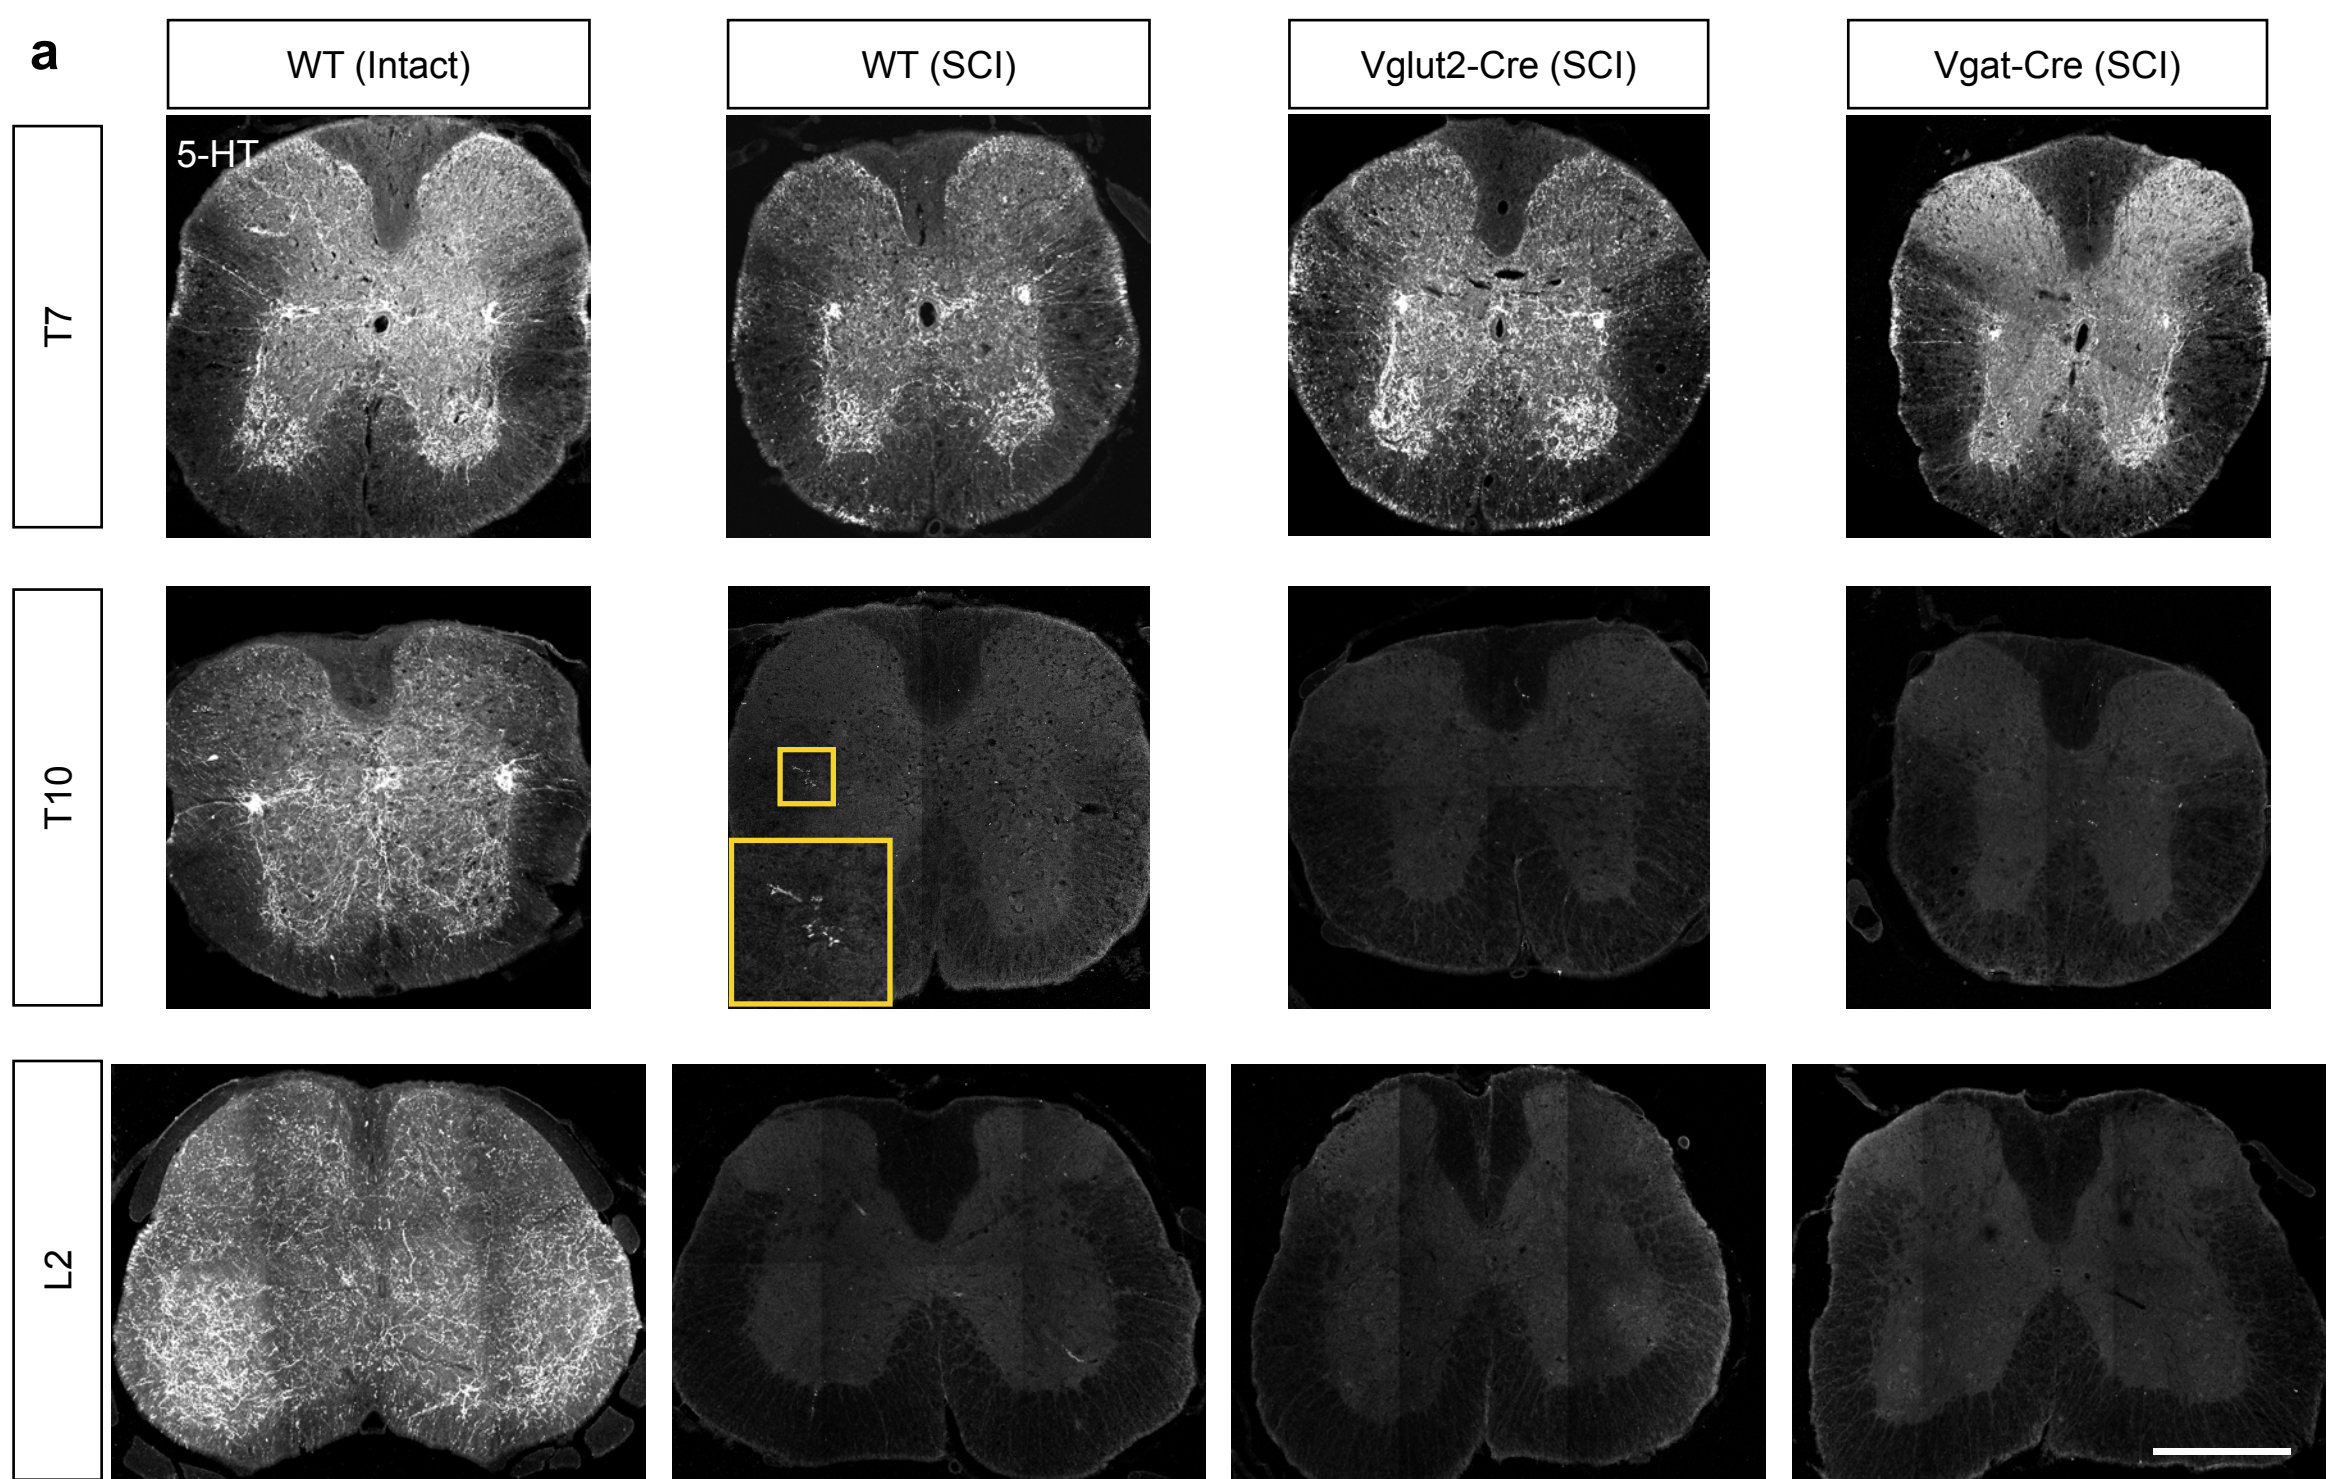 a
WT (Intact)
WT (SCI)
Vglut2-Cre (SCI)
Vgat-Cre (SCI)
T7
5-HT
T10
L2